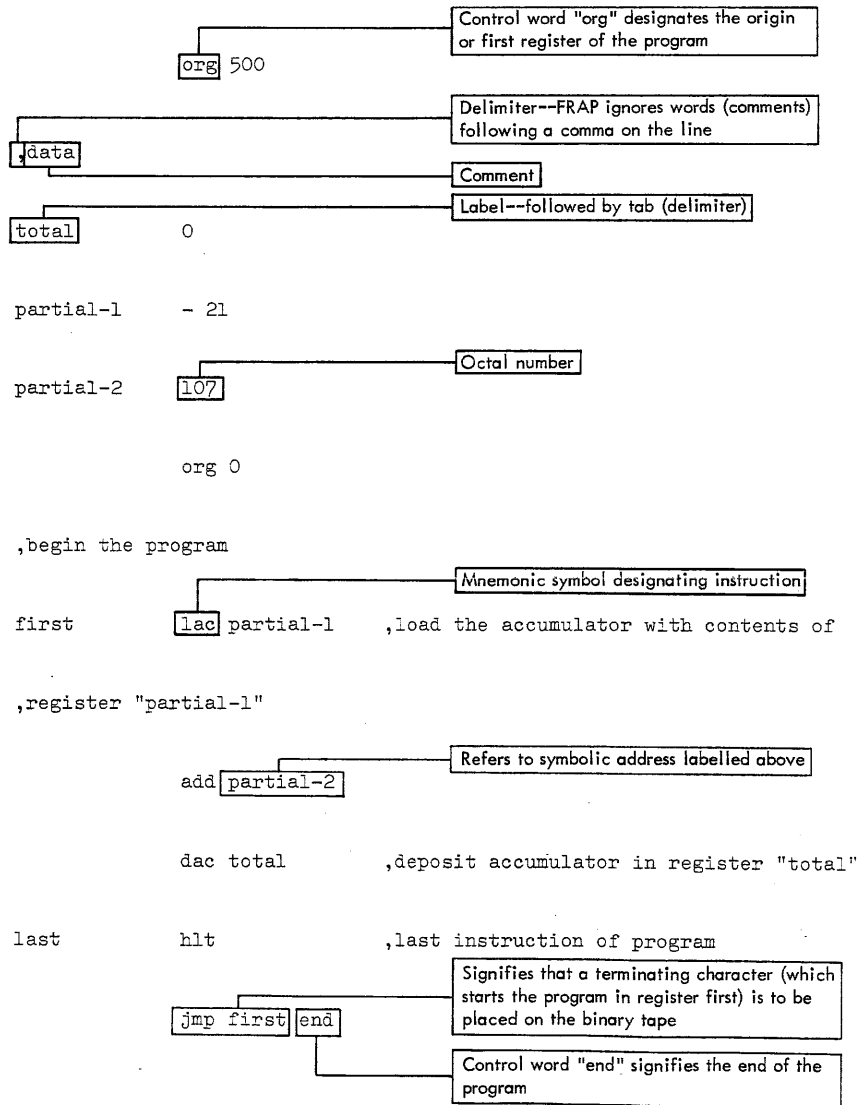 Control word "org" designates the origin
or first register of the program
org 500
Delimiter--FRAP ignores words (comments)
following a comma on the line
,data
Comment
Label--followed by tab (delimiter)
total 0
partial-1 - 21
Octal number
partial-2 107
org 0
,begin the program
Mnemonic symbol designating instruction
first lac partial-1 ,load the accumulator with contents of
,register "partial-1"
Refers to symbolic address labelled above
add partial-2
dac total ,deposit accumulator in register "total"
last hlt ,last instruction of program
Signifies that a terminating character (which
starts the program in register first) is to be
placed on the binary tape
jmp first end
Control word "end" signifies the end of the
program